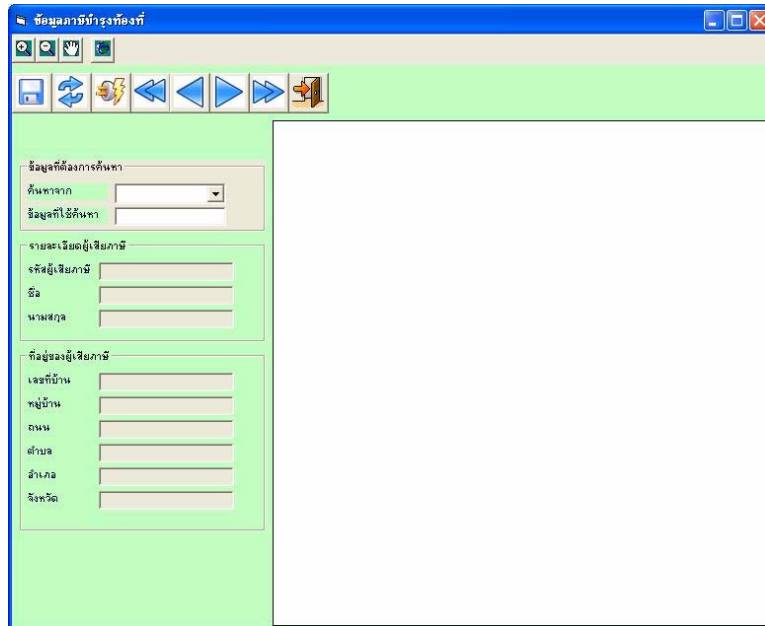 ข้อมูลภาษีบำรุงท้องที่
ข้อมูลที่ต้องการค้นหา
ค้นหาจาก
ข้อมูลที่ใช้ค้นหา
รายละเอียดผู้เสียภาษี
รหัสผู้เสียภาษี
ชื่อ
นามสกุล
ที่อยู่ของผู้เสียภาษี
เลขที่บ้าน
หมู่บ้าน
ถนน
ตำบล
อำเภอ
จังหวัด